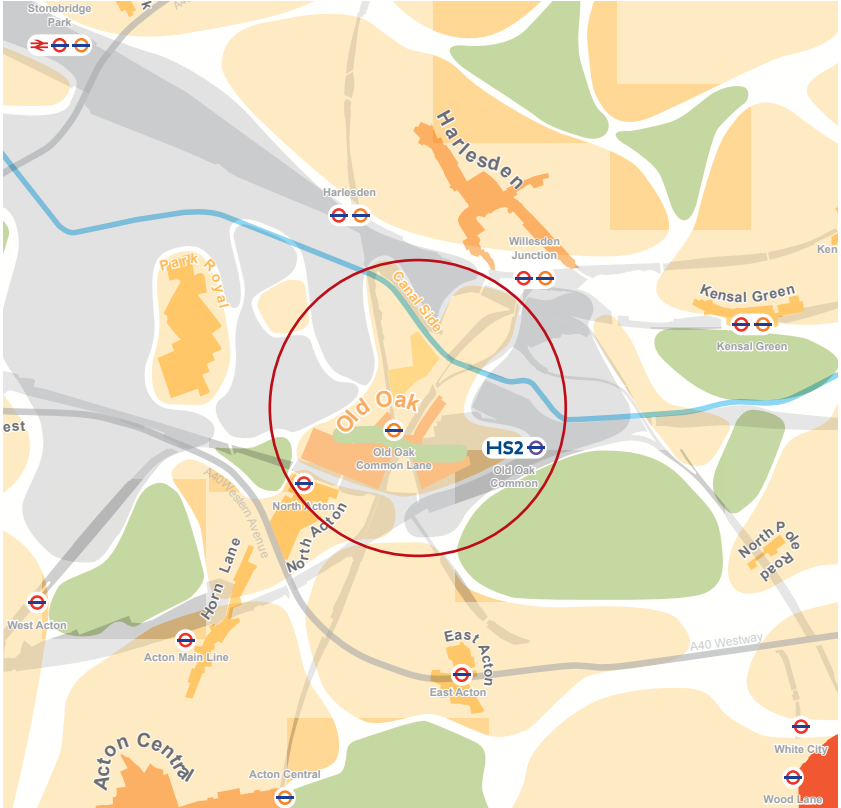 Stonebridge
Park
Harlesden
Harlesden
Willesden
Junction
Park Royal
Canal Side
Kensal Green
Kensal Green
Ken
Old Oak
Old Oak
Common Lane
HS2
Old Oak
Common
est
North Acton
North Acton
A40 Western Avenue
Horn Lane
North Pole
Road
West Acton
Acton Main Line
East Acton
East Acton
A40 Westway
Acton Central
Acton Central
White City
Wood Lane